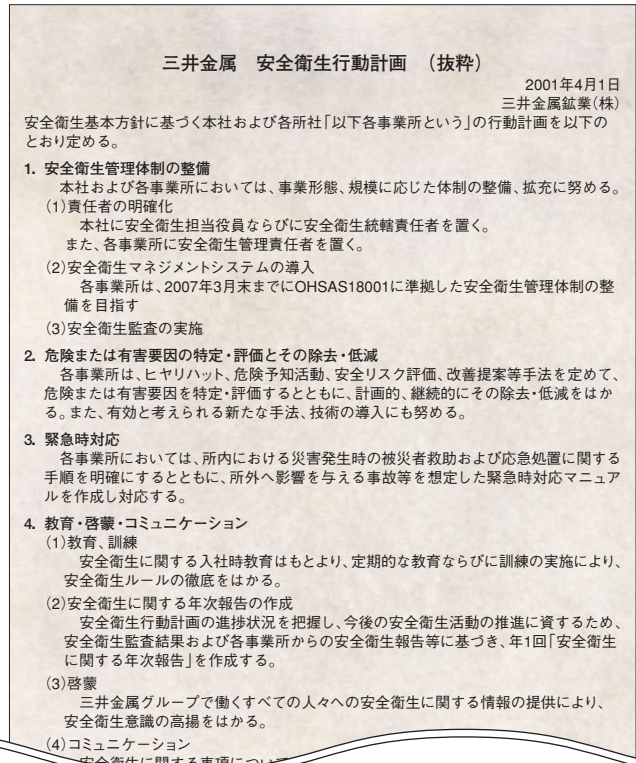 三井金属　安全衛生行動計画　（抜粋）
2001年4月1日
三井金属鉱業(株)
安全衛生基本方針に基づく本社および各所社「以下各事業所という」の行動計画を以下の
とおり定める。
1. 安全衛生管理体制の整備
本社および各事業所においては、事業形態、規模に応じた体制の整備、拡充に努める。
(1)責任者の明確化
本社に安全衛生担当役員ならびに安全衛生統轄責任者を置く。
また、各事業所に安全衛生管理責任者を置く。
(2)安全衛生マネジメントシステムの導入
各事業所は、2007年3月末までにOHSAS18001に準拠した安全衛生管理体制の整
備を目指す
(3)安全衛生監査の実施
2. 危険または有害要因の特定・評価とその除去・低減
各事業所は、ヒヤリハット、危険予知活動、安全リスク評価、改善提案等手法を定めて、
危険または有害要因を特定・評価するとともに、計画的、継続的にその除去・低減をはか
る。また、有効と考えられる新たな手法、技術の導入にも努める。
3. 緊急時対応
各事業所においては、所内における災害発生時の被災者救助および応急処置に関する
手順を明確にするとともに、所外へ影響を与える事故等を想定した緊急時対応マニュア
ルを作成し対応する。
4. 教育・啓蒙・コミュニケーション
(1)教育、訓練
安全衛生に関する入社時教育はもとより、定期的な教育ならびに訓練の実施により、
安全衛生ルールの徹底をはかる。
(2)安全衛生に関する年次報告の作成
安全衛生行動計画の進捗状況を把握し、今後の安全衛生活動の推進に資するため、
安全衛生監査結果および各事業所からの安全衛生報告等に基づき、年1回「安全衛生
に関する年次報告」を作成する。
(3)啓蒙
三井金属グループで働くすべての人々への安全衛生に関する情報の提供により、
安全衛生意識の高揚をはかる。
(4)コミュニケーション
安全衛生に関する事項につい